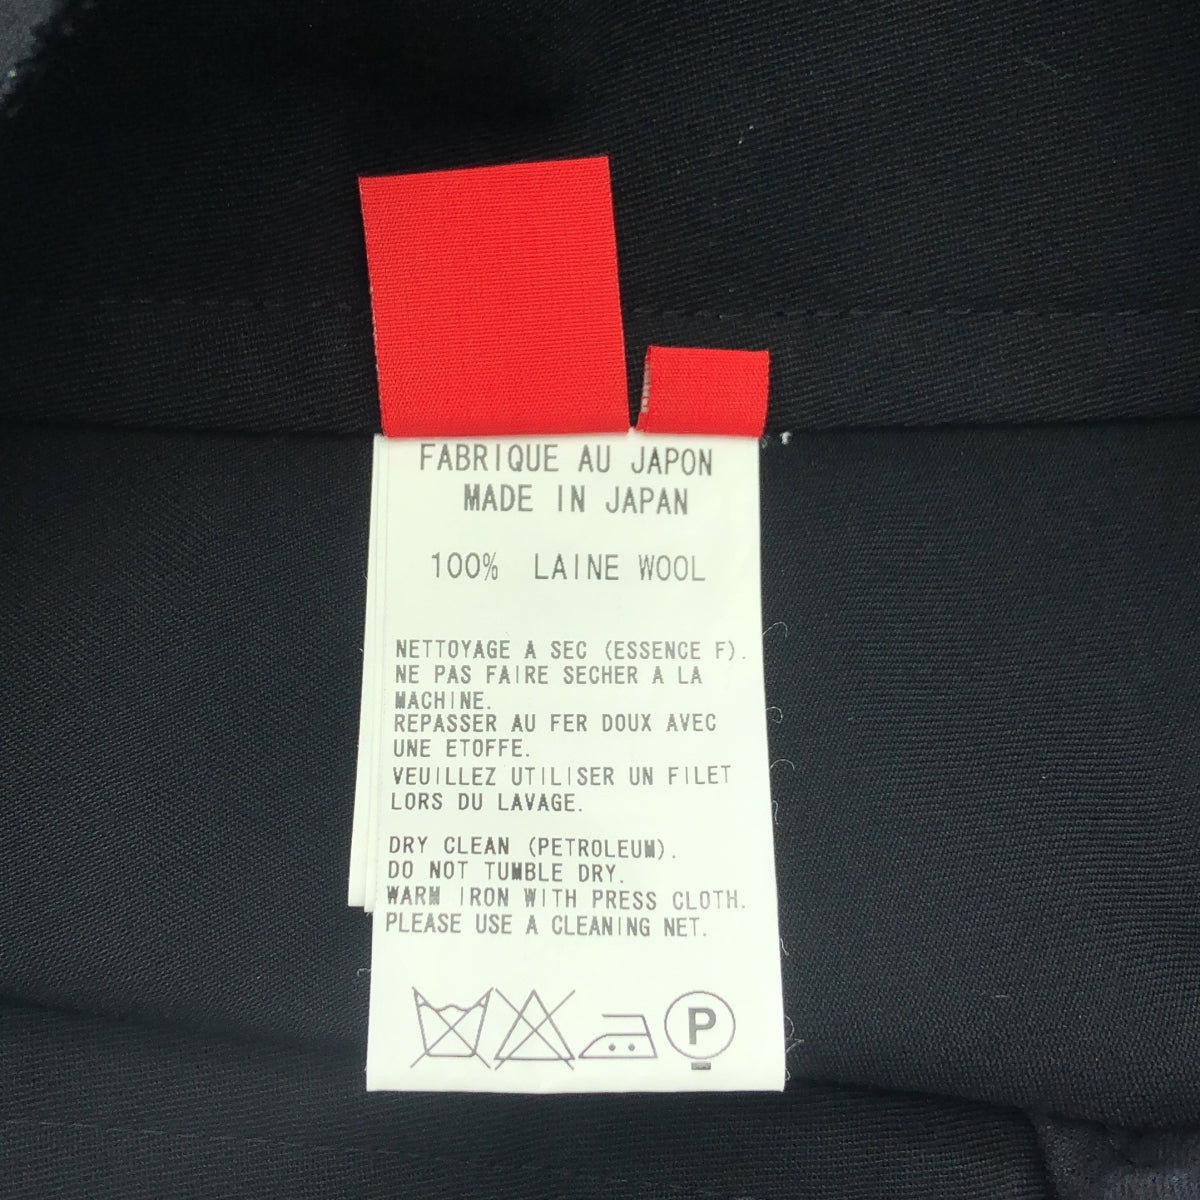 FABRIQUE AU JAPON
MADE IN JAPAN
100% LAINE WOOL
NETTOYAGE A SEC (ESSENCE F).
NE PAS FAIRE SECHER A LA
MACHINE.
REPASSER AU FER DOUX AVEC
UNE ETOFFE.
VEUILLEZ UTILISER UN FILET
LORS DU LAVAGE.
DRY CLEAN (PETROLEUM).
DO NOT TUMBLE DRY.
WARM IRON WITH PRESS CLOTH.
PLEASE USE A CLEANING NET.
P